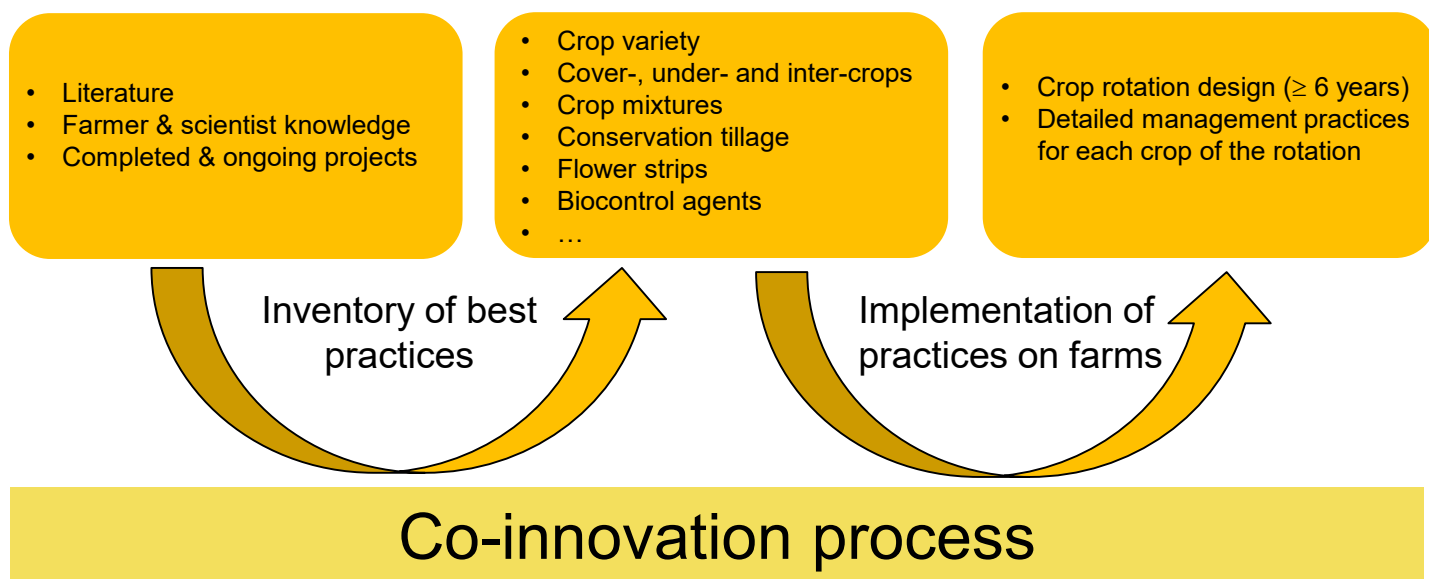 • Literature
• Farmer & scientist knowledge
• Completed & ongoing projects
• Crop variety
• Cover-, under- and inter-crops
• Crop mixtures
• Conservation tillage
• Flower strips
• Biocontrol agents
• …
• Crop rotation design (≥ 6 years)
• Detailed management practices
for each crop of the rotation
Inventory of best
practices
Implementation of
practices on farms
Co-innovation process